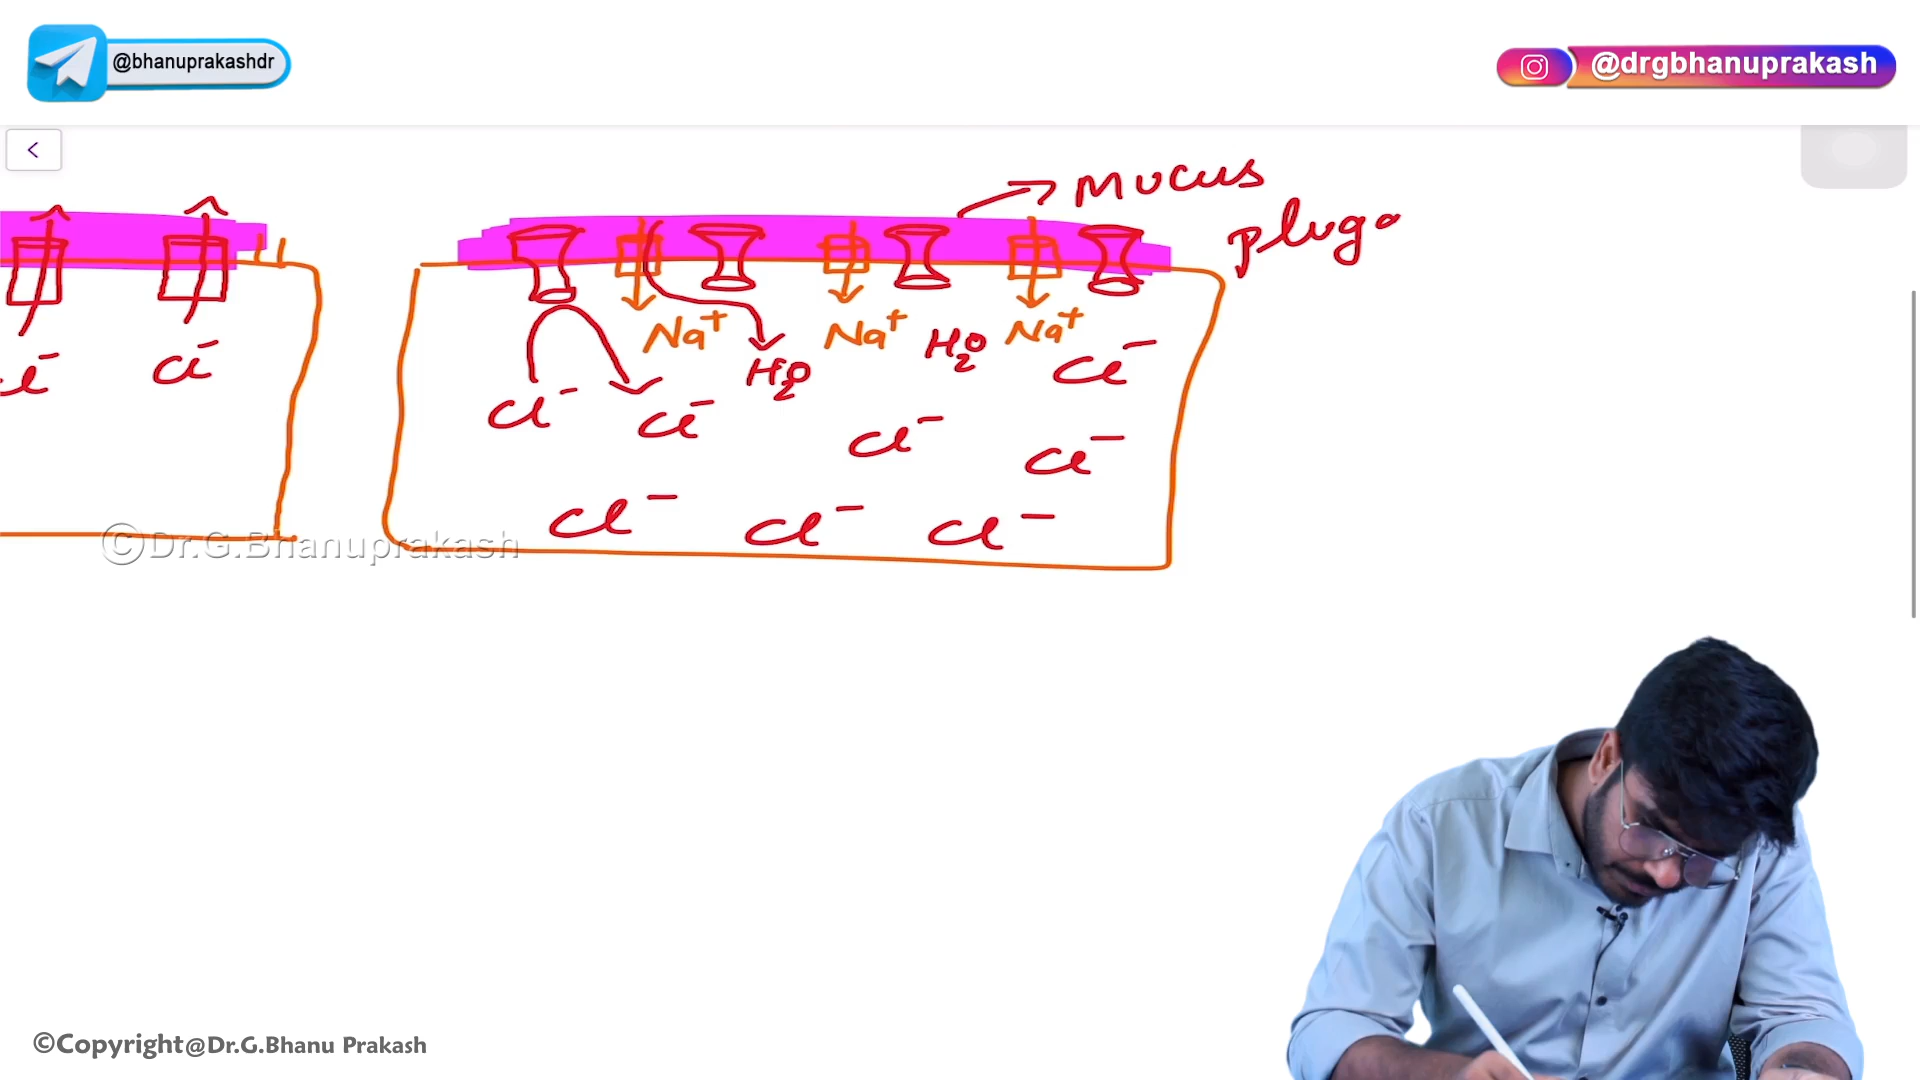 @bhanuprakashdr
@drgbhanuprakash
<
Mucus
plugs
Cl⁻
Cl⁻
Na⁺
H₂O
Na⁺
H₂O
Na⁺
Cl⁻
Cl⁻
Cl⁻
Cl⁻
Cl⁻
Cl⁻
Cl⁻
Cl⁻
©Dr.G.Bhanuprakash
©Copyright@Dr.G.Bhanu Prakash